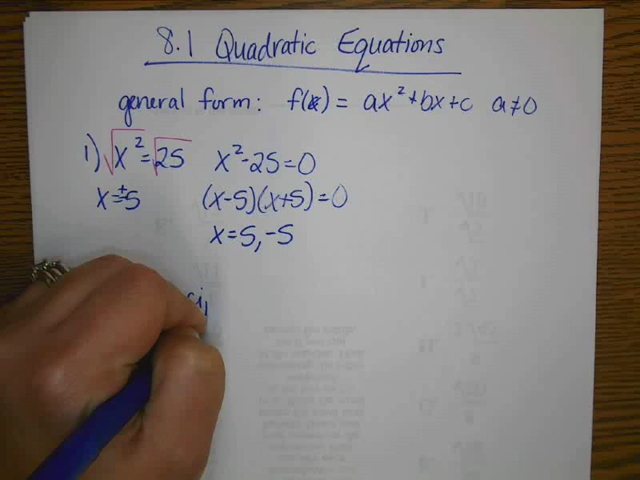 8.1 Quadratic Equations
general form: f(x) = ax²+bx+c a≠0
1) √x² = √25 x²-25=0
x=±5 (x-5)(x+5)=0
x=5,-5